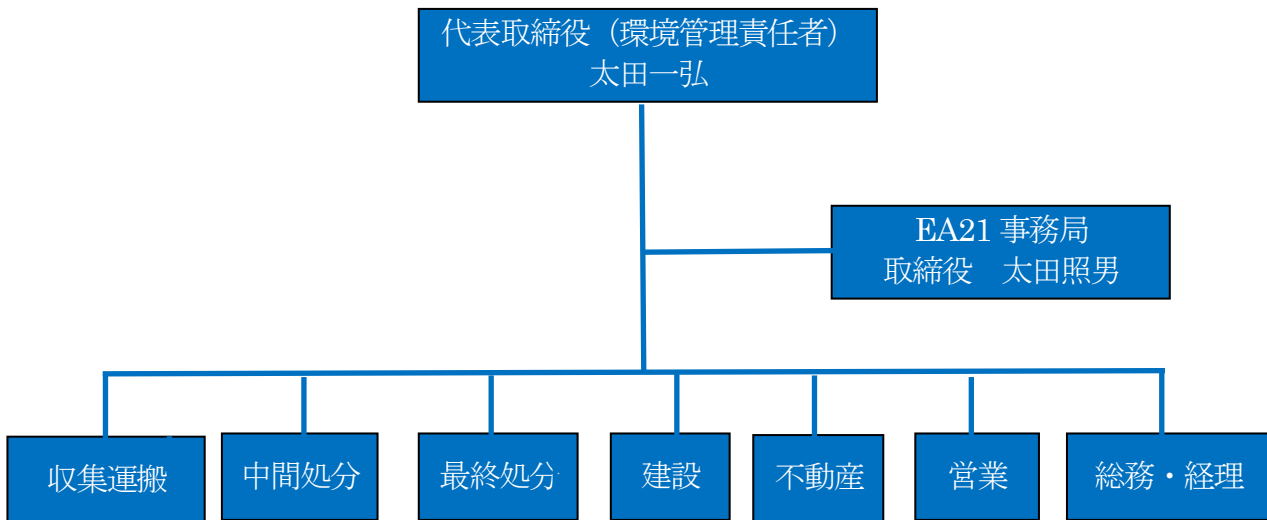 代表取締役（環境管理責任者）
太田一弘
EA21 事務局
取締役　太田照男
収集運搬
中間処分
最終処分
建設
不動産
営業
総務・経理